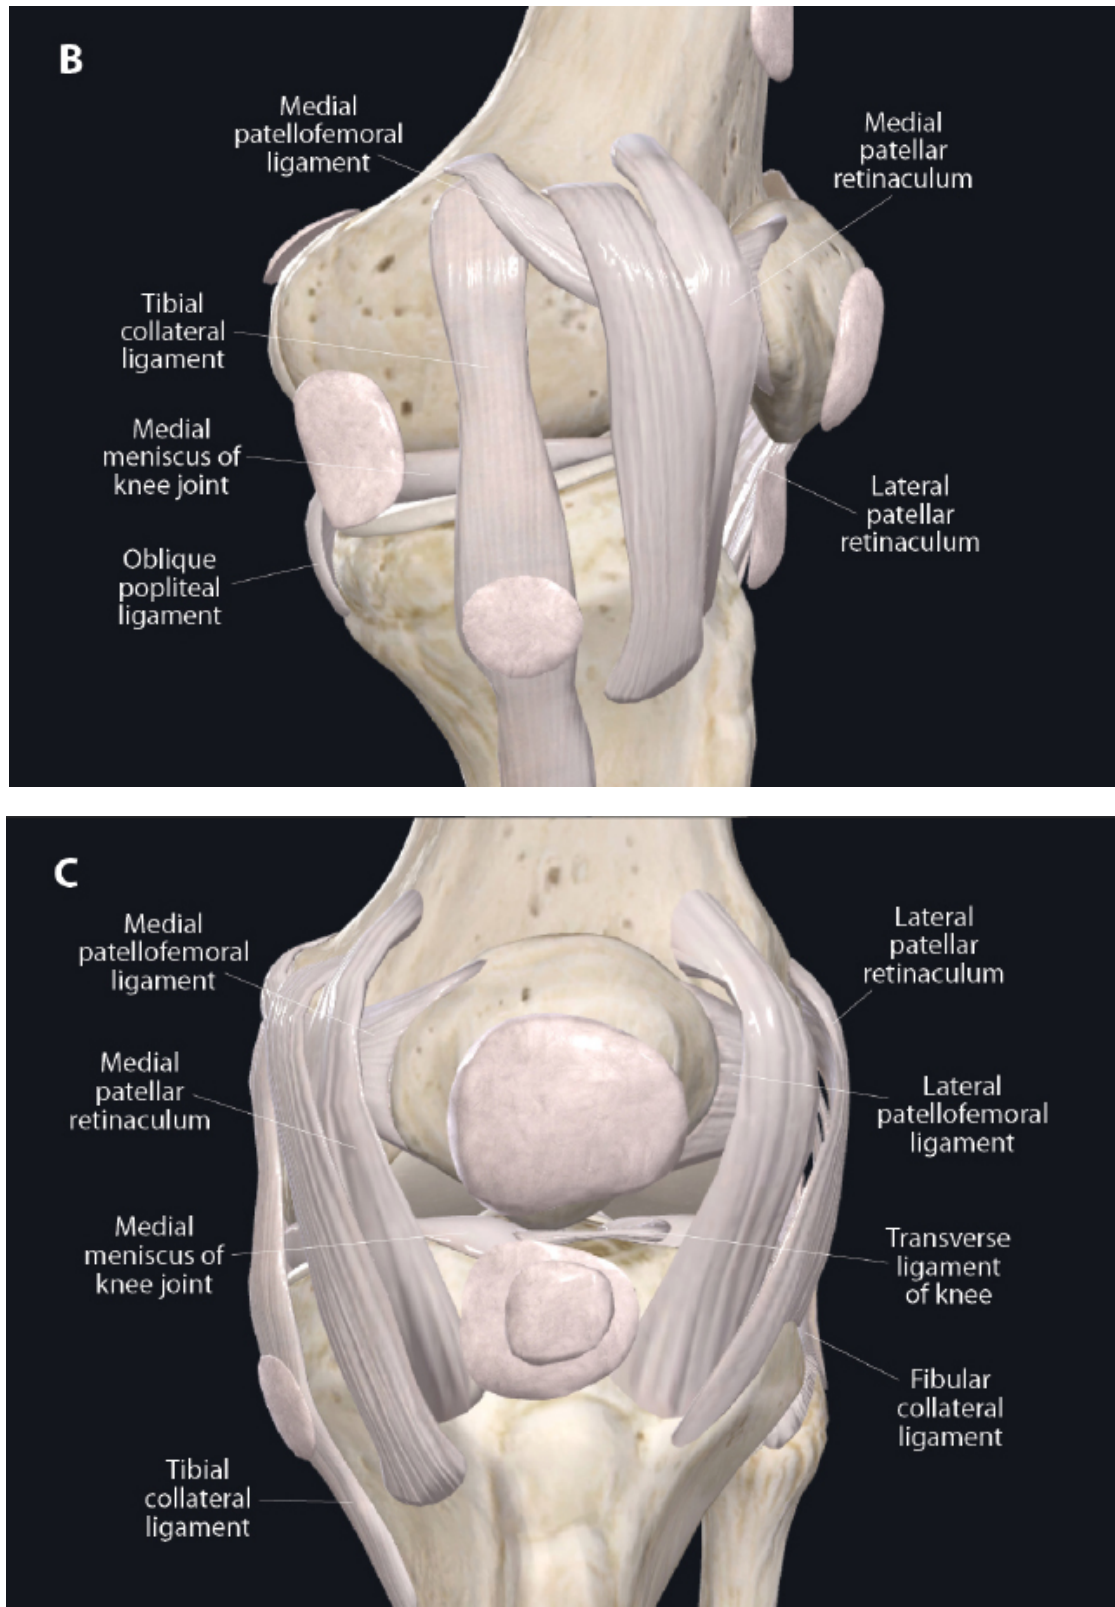 B
Medial
patellofemoral
ligament
Medial
patellar
retinaculum
Tibial
collateral
ligament
Medial
meniscus of
knee joint
Lateral
patellar
retinaculum
Oblique
popliteal
ligament
C
Medial
patellofemoral
ligament
Lateral
patellar
retinaculum
Medial
patellar
retinaculum
Lateral
patellofemoral
ligament
Medial
meniscus of
knee joint
Transverse
ligament
of knee
Fibular
collateral
ligament
Tibial
collateral
ligament